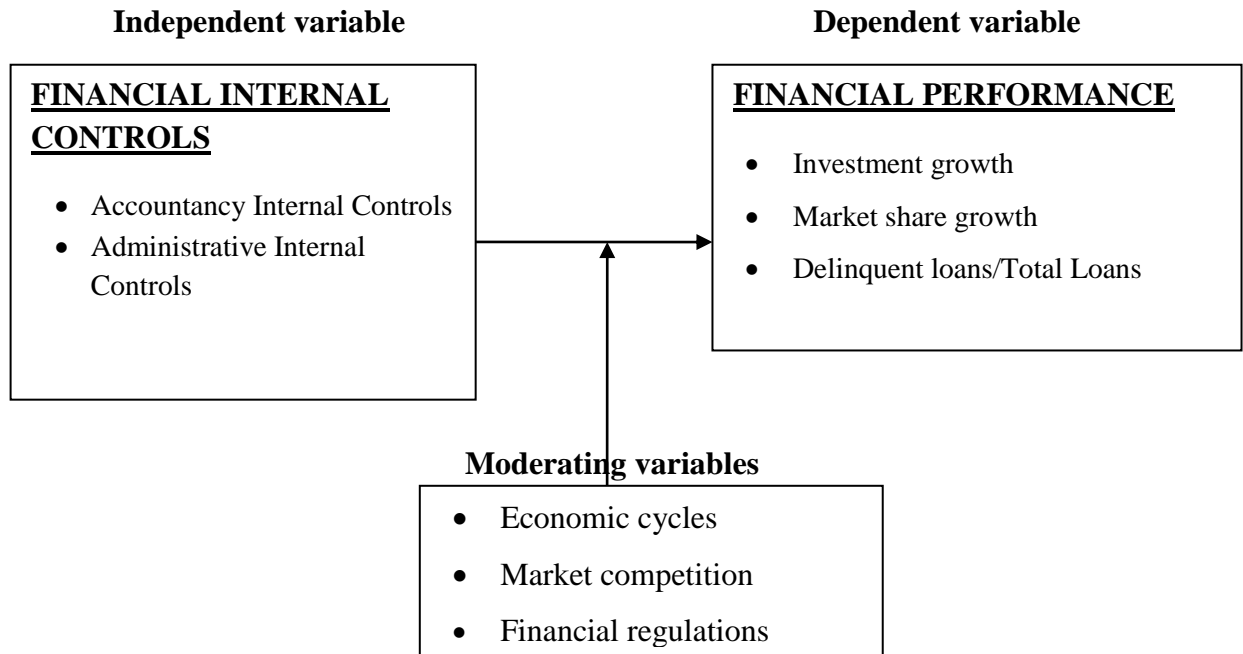 Independent variable
Dependent variable
FINANCIAL INTERNAL
CONTROLS
• Accountancy Internal Controls
• Administrative Internal
Controls
FINANCIAL PERFORMANCE
• Investment growth
• Market share growth
• Delinquent loans/Total Loans
Moderating variables
• Economic cycles
• Market competition
• Financial regulations